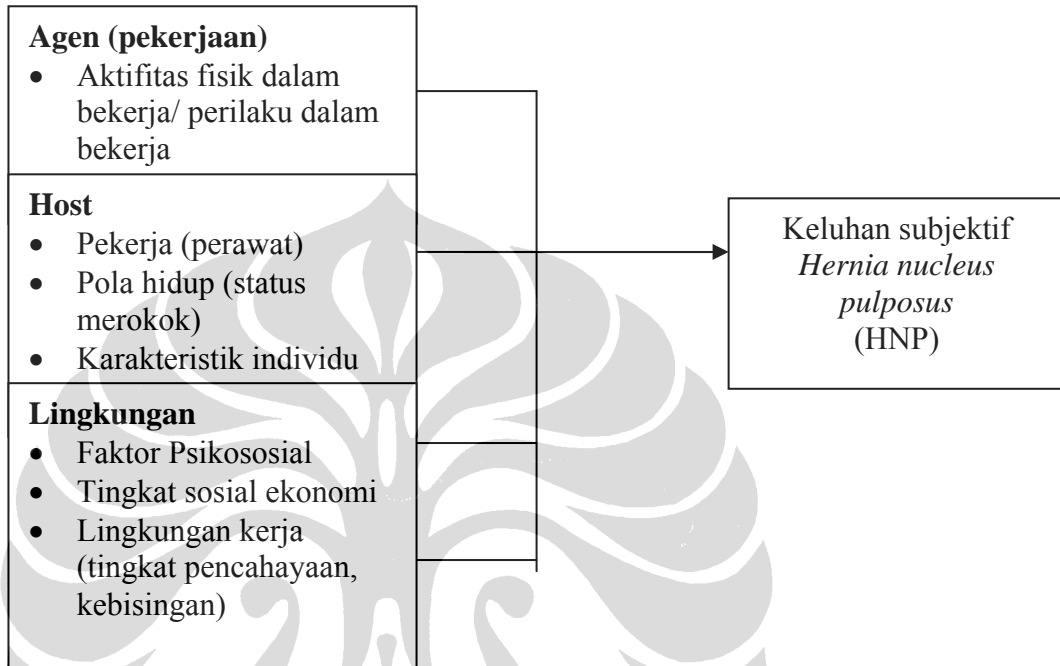 Agen (pekerjaan)
• Aktifitas fisik dalam
bekerja/ perilaku dalam
bekerja
Host
• Pekerja (perawat)
• Pola hidup (status
merokok)
• Karakteristik individu
Lingkungan
• Faktor Psikososial
• Tingkat sosial ekonomi
• Lingkungan kerja
(tingkat pencahayaan,
kebisingan)
Keluhan subjektif
Hernia nucleus
pulposus
(HNP)